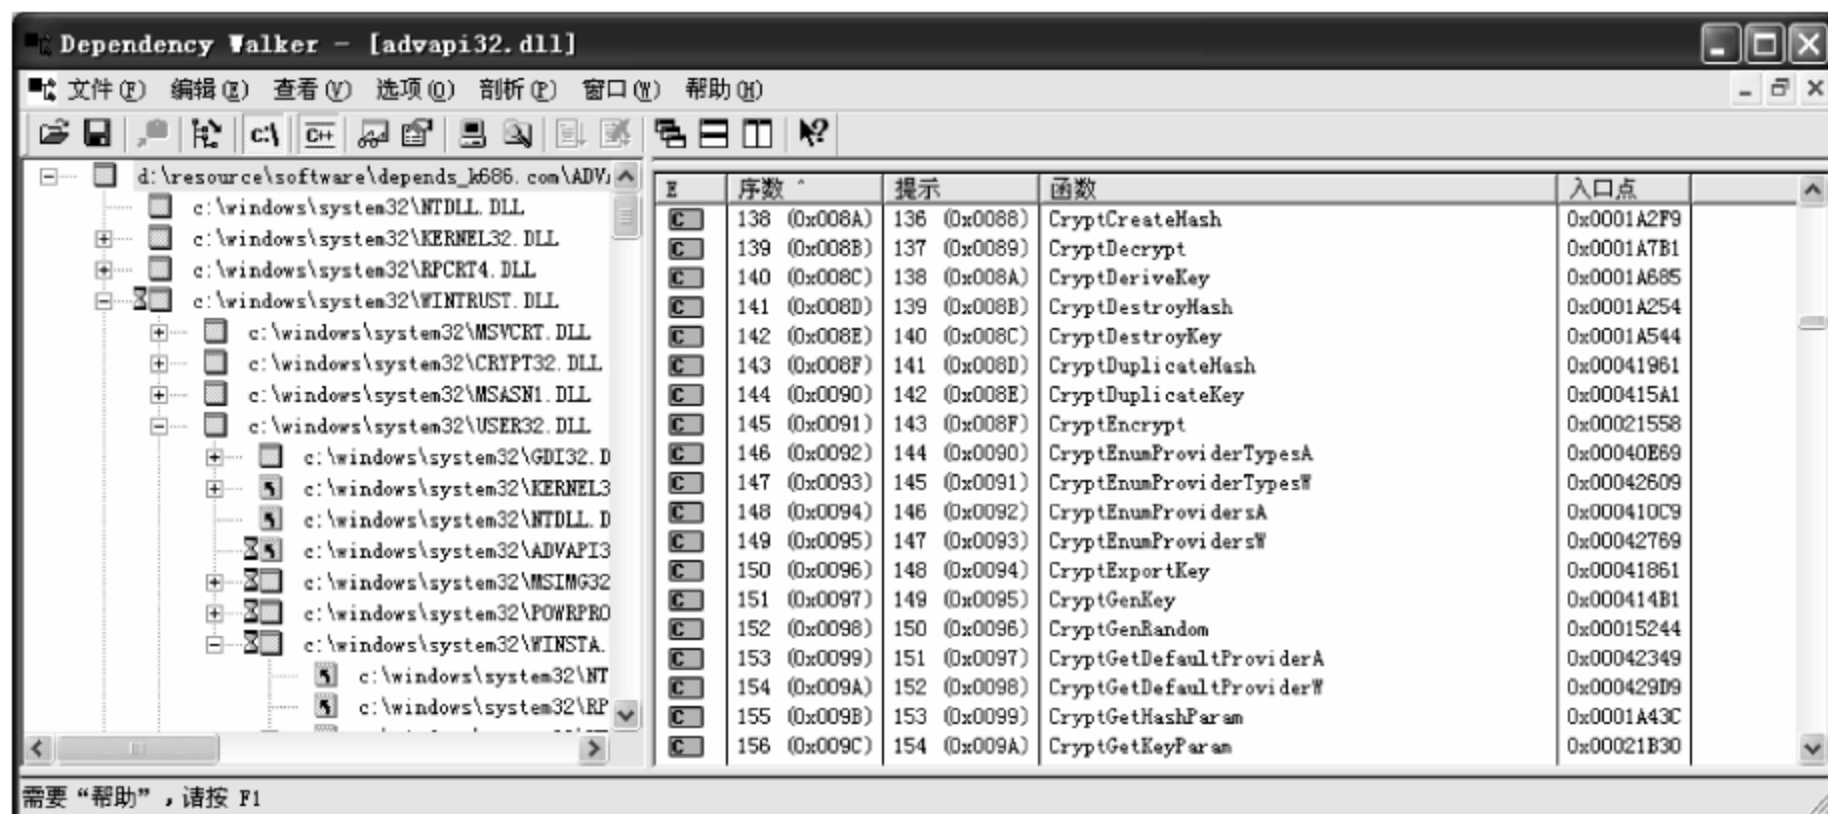 Dependency Walker - [advapi32.dll]
文件(F) 编辑(E) 查看(V) 选项(O) 剖析(P) 窗口(W) 帮助(H)
c:\ C++
d:\resource\software\depends_k686.com\ADVA
c:\windows\system32\NTDLL.DLL
c:\windows\system32\KERNEL32.DLL
c:\windows\system32\RPCRT4.DLL
c:\windows\system32\WINTRUST.DLL
c:\windows\system32\MSVCRT.DLL
c:\windows\system32\CRYPT32.DLL
c:\windows\system32\MSASN1.DLL
c:\windows\system32\USER32.DLL
c:\windows\system32\GDI32.D
c:\windows\system32\KERNEL3
c:\windows\system32\NTDLL.D
c:\windows\system32\ADVAPI3
c:\windows\system32\MSIMG32
c:\windows\system32\POWRPRO
c:\windows\system32\WINSTA.
c:\windows\system32\NT
c:\windows\system32\RP
E 序数 ^ 提示 函数 入口点
C 138 (0x008A) 136 (0x0088) CryptCreateHash 0x0001A2F9
C 139 (0x008B) 137 (0x0089) CryptDecrypt 0x0001A7B1
C 140 (0x008C) 138 (0x008A) CryptDeriveKey 0x0001A685
C 141 (0x008D) 139 (0x008B) CryptDestroyHash 0x0001A254
C 142 (0x008E) 140 (0x008C) CryptDestroyKey 0x0001A544
C 143 (0x008F) 141 (0x008D) CryptDuplicateHash 0x00041961
C 144 (0x0090) 142 (0x008E) CryptDuplicateKey 0x000415A1
C 145 (0x0091) 143 (0x008F) CryptEncrypt 0x00021558
C 146 (0x0092) 144 (0x0090) CryptEnumProviderTypesA 0x00040E69
C 147 (0x0093) 145 (0x0091) CryptEnumProviderTypesW 0x00042609
C 148 (0x0094) 146 (0x0092) CryptEnumProvidersA 0x000410C9
C 149 (0x0095) 147 (0x0093) CryptEnumProvidersW 0x00042769
C 150 (0x0096) 148 (0x0094) CryptExportKey 0x00041861
C 151 (0x0097) 149 (0x0095) CryptGenKey 0x000414B1
C 152 (0x0098) 150 (0x0096) CryptGenRandom 0x00015244
C 153 (0x0099) 151 (0x0097) CryptGetDefaultProviderA 0x00042349
C 154 (0x009A) 152 (0x0098) CryptGetDefaultProviderW 0x000429D9
C 155 (0x009B) 153 (0x0099) CryptGetHashParam 0x0001A43C
C 156 (0x009C) 154 (0x009A) CryptGetKeyParam 0x00021B30
需要“帮助”，请按 F1